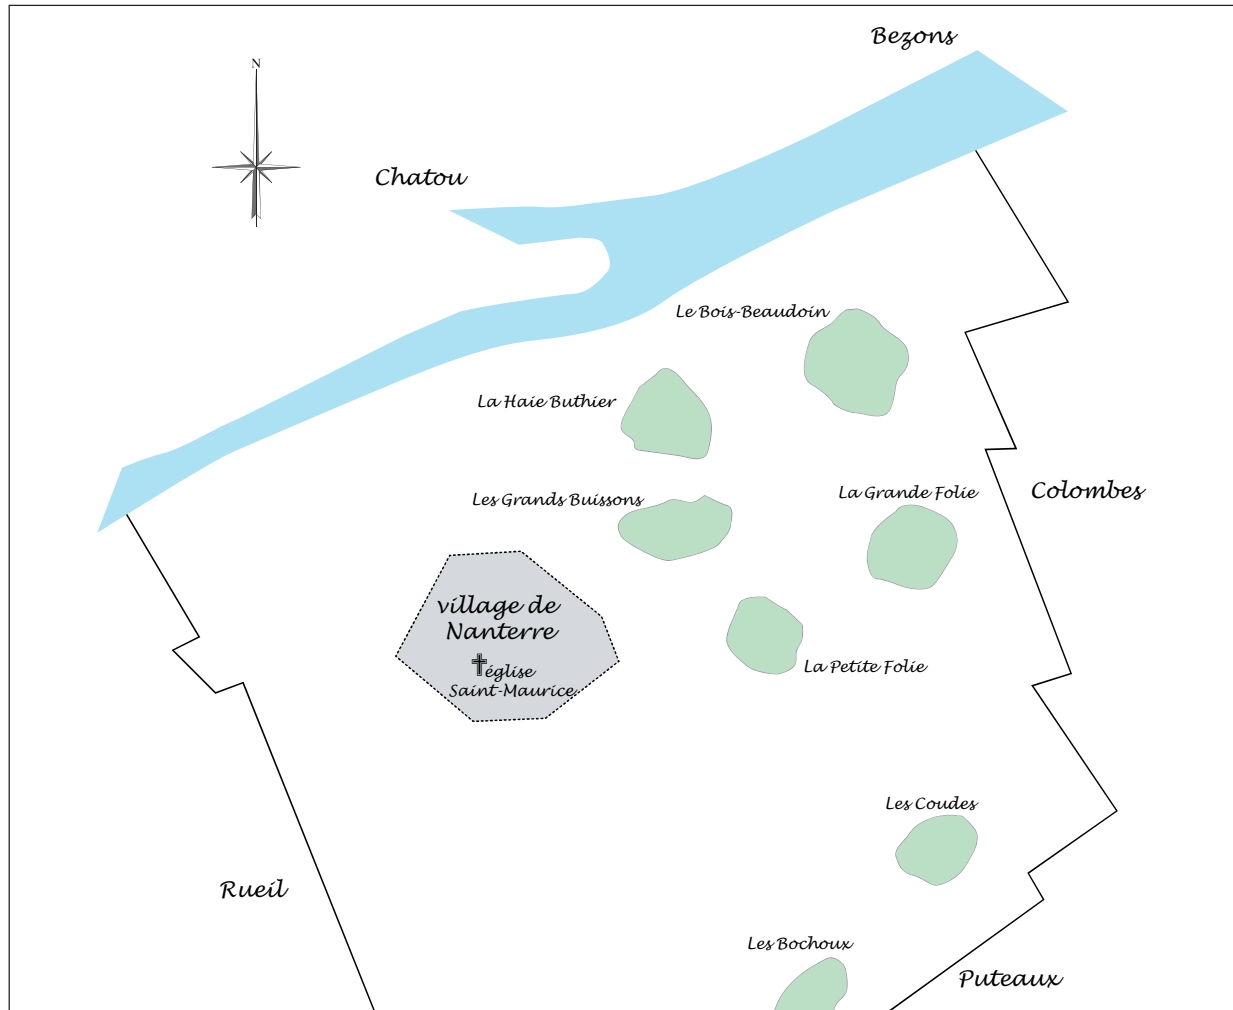 Bezons
N
Chatou
Le Bois-Beaudoin
La Haie Buthier
La Grande Folie
Colombes
Les Grands Buissons
village de
Nanterre
église
Saint-Maurice
La Petite Folie
Les Coudes
Rueil
Les Bochoux
Puteaux